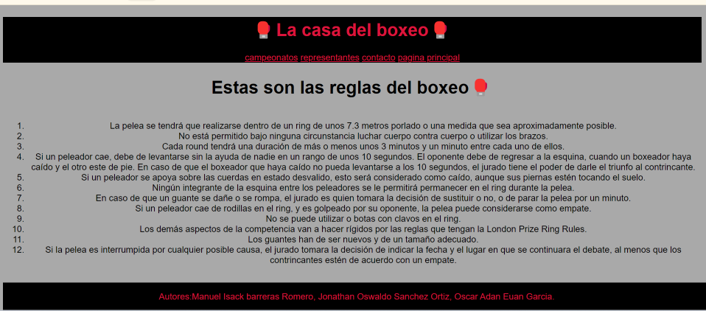 La casa del boxeo
campeonatos representantes contacto pagina principal
Estas son las reglas del boxeo
1. La pelea se tendrá que realizarse dentro de un ring de unos 7.3 metros porlado o una medida que sea aproximadamente posible.
2. No está permitido bajo ninguna circunstancia luchar cuerpo contra cuerpo o utilizar los brazos.
3. Cada round tendrá una duración de más o menos unos 3 minutos y un minuto entre cada uno de ellos.
4. Si un peleador cae, debe de levantarse sin la ayuda de nadie en un rango de unos 10 segundos. El oponente debe de regresar a la esquina, cuando un boxeador haya
caído y el otro este de pie. En caso de que el boxeador que haya caído no pueda levantarse a los 10 segundos, el jurado tiene el poder de darle el triunfo al contrincante.
5. Si un peleador se apoya sobre las cuerdas en estado desvalido, esto será considerado como caído, aunque sus piernas estén tocando el suelo.
6. Ningún integrante de la esquina entre los peleadores se le permitirá permanecer en el ring durante la pelea.
7. En caso de que un guante se dañe o se rompa, el jurado es quien tomara la decisión de sustituir o no, o de parar la pelea por un minuto.
8. Si un peleador cae de rodillas en el ring, y es golpeado por su oponente, la pelea puede considerarse como empate.
9. No se puede utilizar o botas con clavos en el ring.
10. Los demás aspectos de la competencia van a hacer rígidos por las reglas que tengan la London Prize Ring Rules.
11. Los guantes han de ser nuevos y de un tamaño adecuado.
12. Si la pelea es interrumpida por cualquier posible causa, el jurado tomara la decisión de indicar la fecha y el lugar en que se continuara el debate, al menos que los
contrincantes estén de acuerdo con un empate.
Autores:Manuel Isack barreras Romero, Jonathan Oswaldo Sanchez Ortiz, Oscar Adan Euan Garcia.